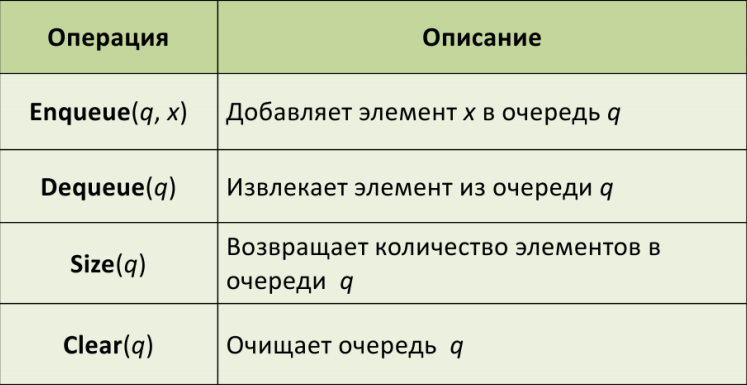 Операция Описание
Enqueue(q, x) Добавляет элемент x в очередь q
Dequeue(q) Извлекает элемент из очереди q
Size(q) Возвращает количество элементов в
очереди q
Clear(q) Очищает очередь q